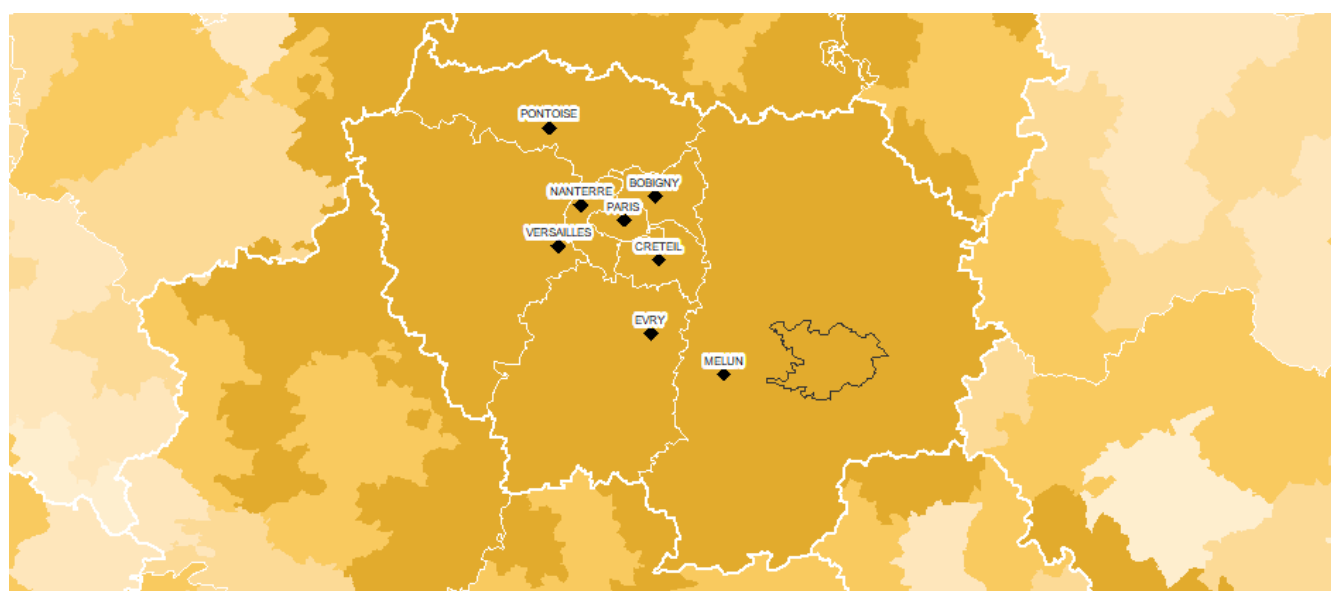 PONTOISE
BOBIGNY
NANTERRE
PARIS
VERSAILLES
CRETEIL
EVRY
MELUN